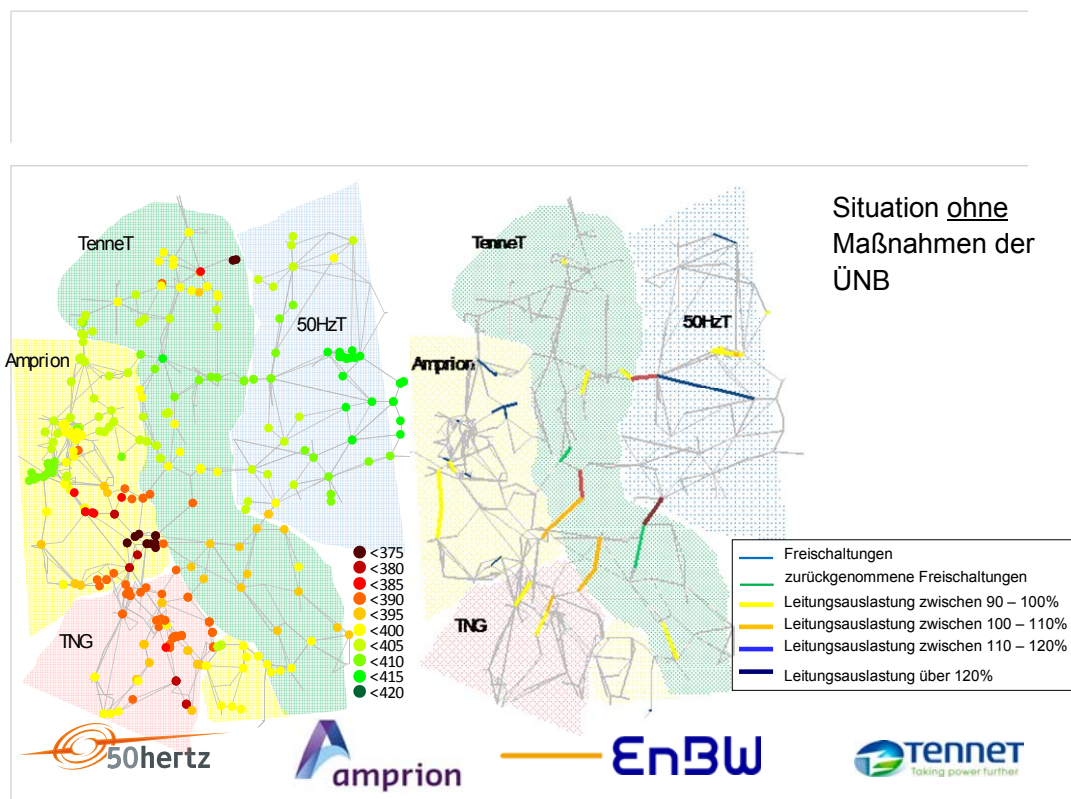 Situation ohne
Maßnahmen der
ÜNB
TenneT
50HzT
Amprion
TNG
<375
<380
<385
<390
<395
<400
<405
<410
<415
<420
TenneT
50HzT
Amprion
TNG
Freischaltungen
zurückgenommene Freischaltungen
Leitungsauslastung zwischen 90 – 100%
Leitungsauslastung zwischen 100 – 110%
Leitungsauslastung zwischen 110 – 120%
Leitungsauslastung über 120%
50hertz
amprion
EnBW
TENNET
Taking power further